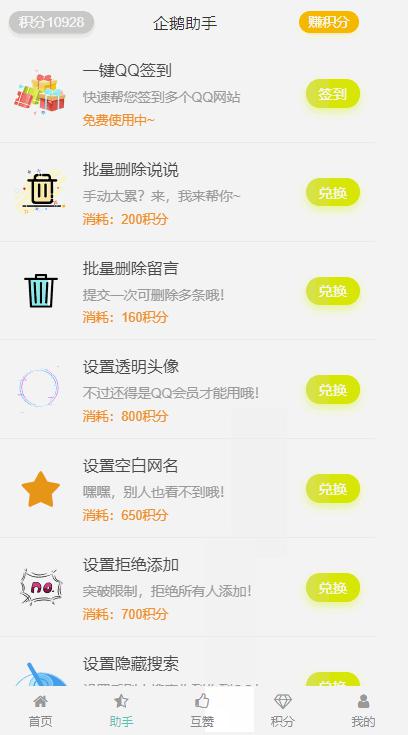 积分10928
企鹅助手
赚积分
一键QQ签到
快速帮您签到多个QQ网站
免费使用中~
签到
批量删除说说
手动太累？来，我来帮你~
消耗：200积分
兑换
批量删除留言
提交一次可删除多条哦！
消耗：160积分
兑换
设置透明头像
不过还得是QQ会员才能用哦！
消耗：800积分
兑换
设置空白网名
嘿嘿，别人也看不到哦！
消耗：650积分
兑换
no.
设置拒绝添加
突破限制，拒绝所有人添加！
消耗：700积分
兑换
设置隐藏搜索
兑换
首页
助手
互赞
积分
我的